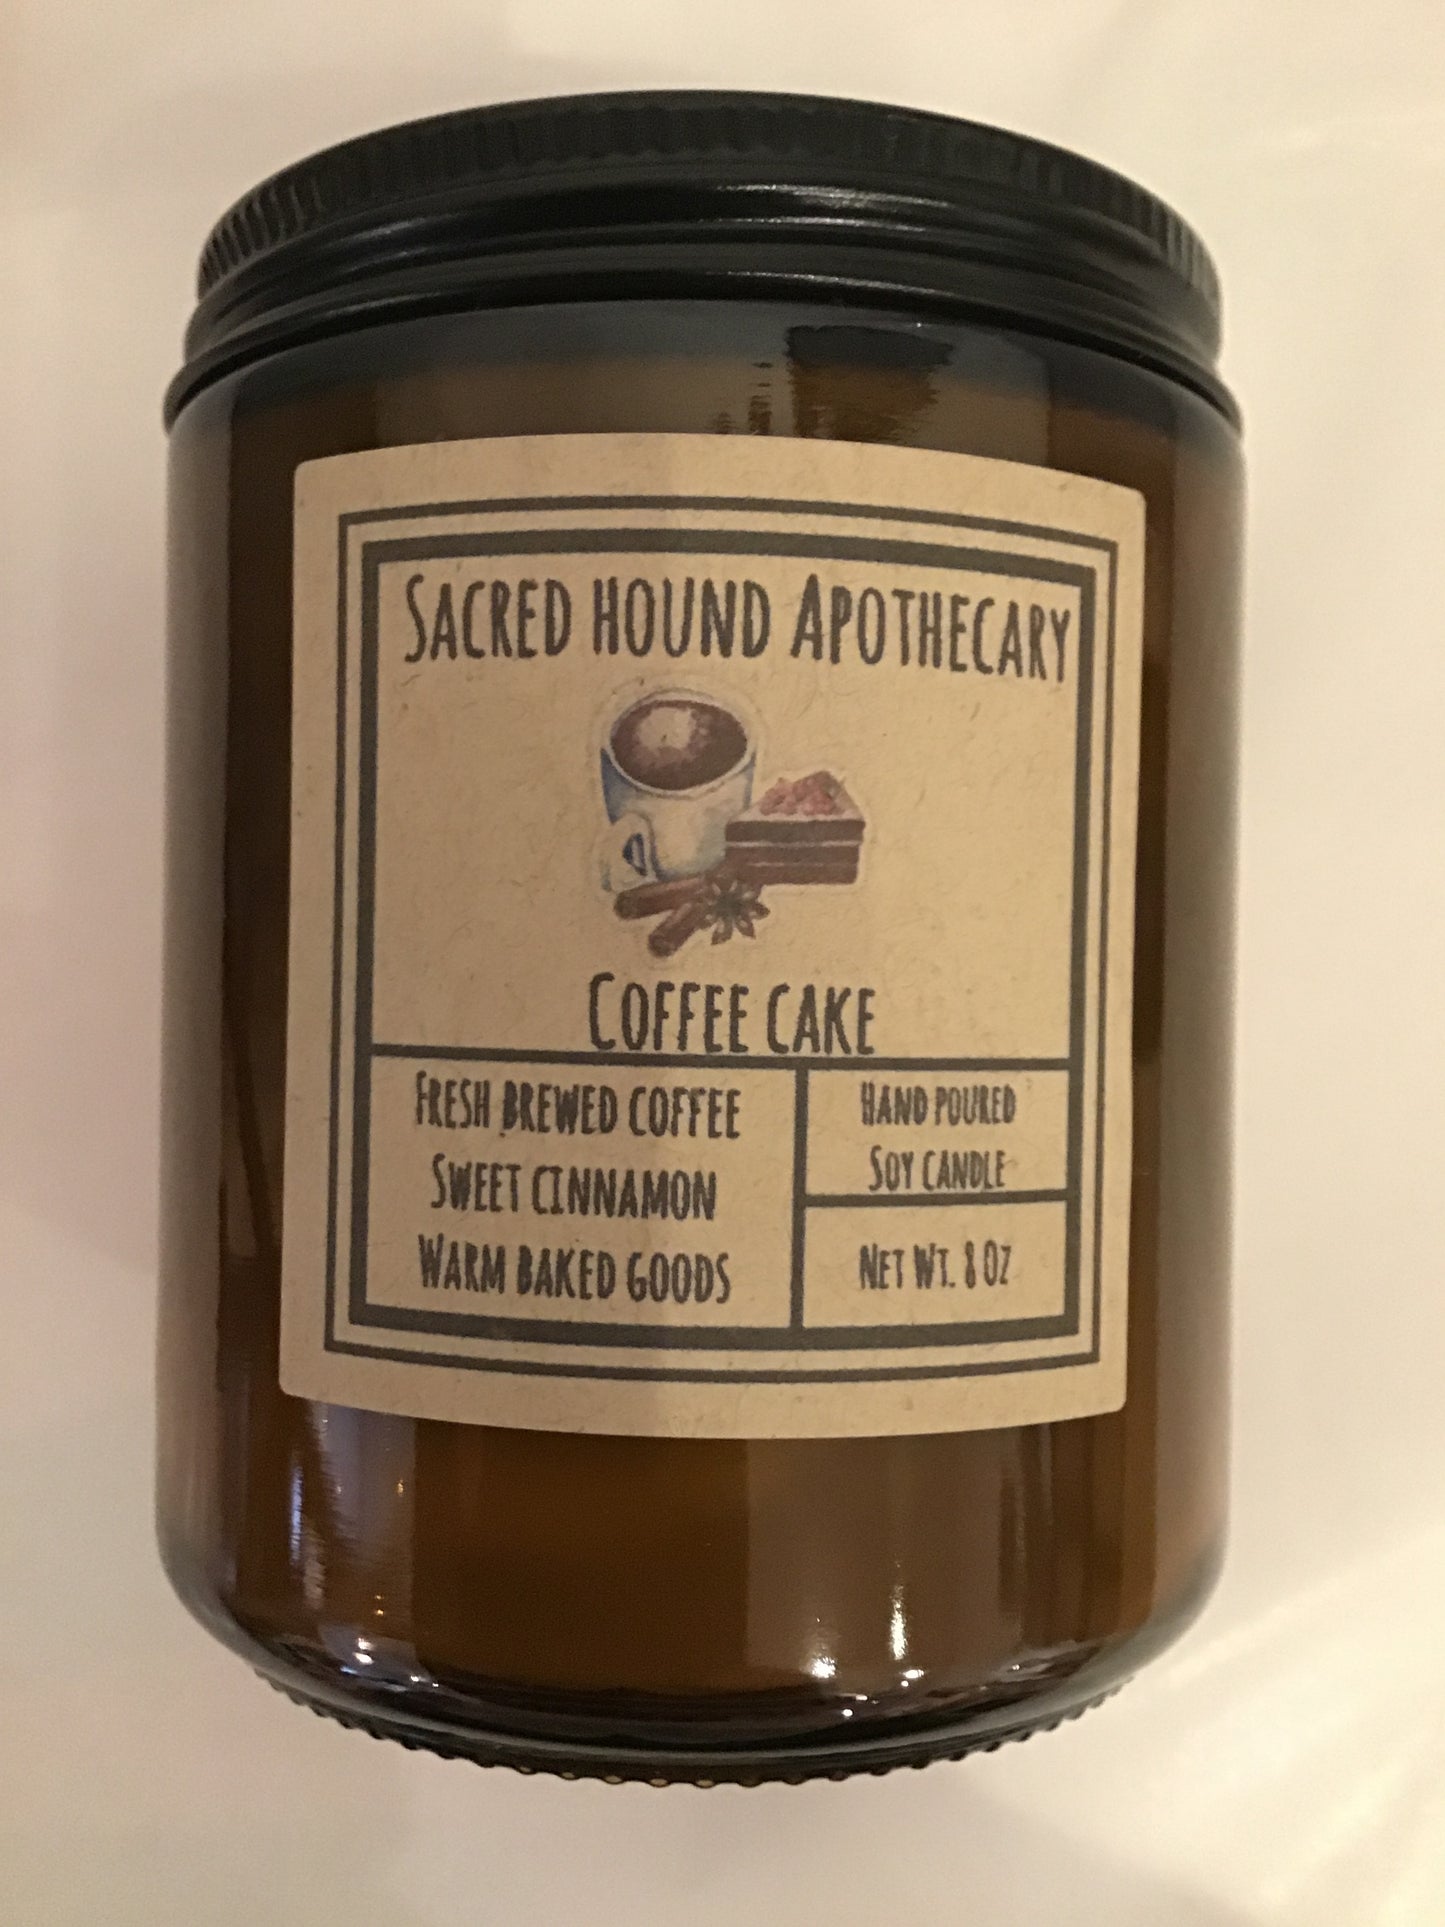 Sacred hound Apothecary
Coffee cake
Fresh brewed coffee
Sweet cinnamon
Warm baked goods
Hand poured
Soy candle
Net Wt. 8 Oz